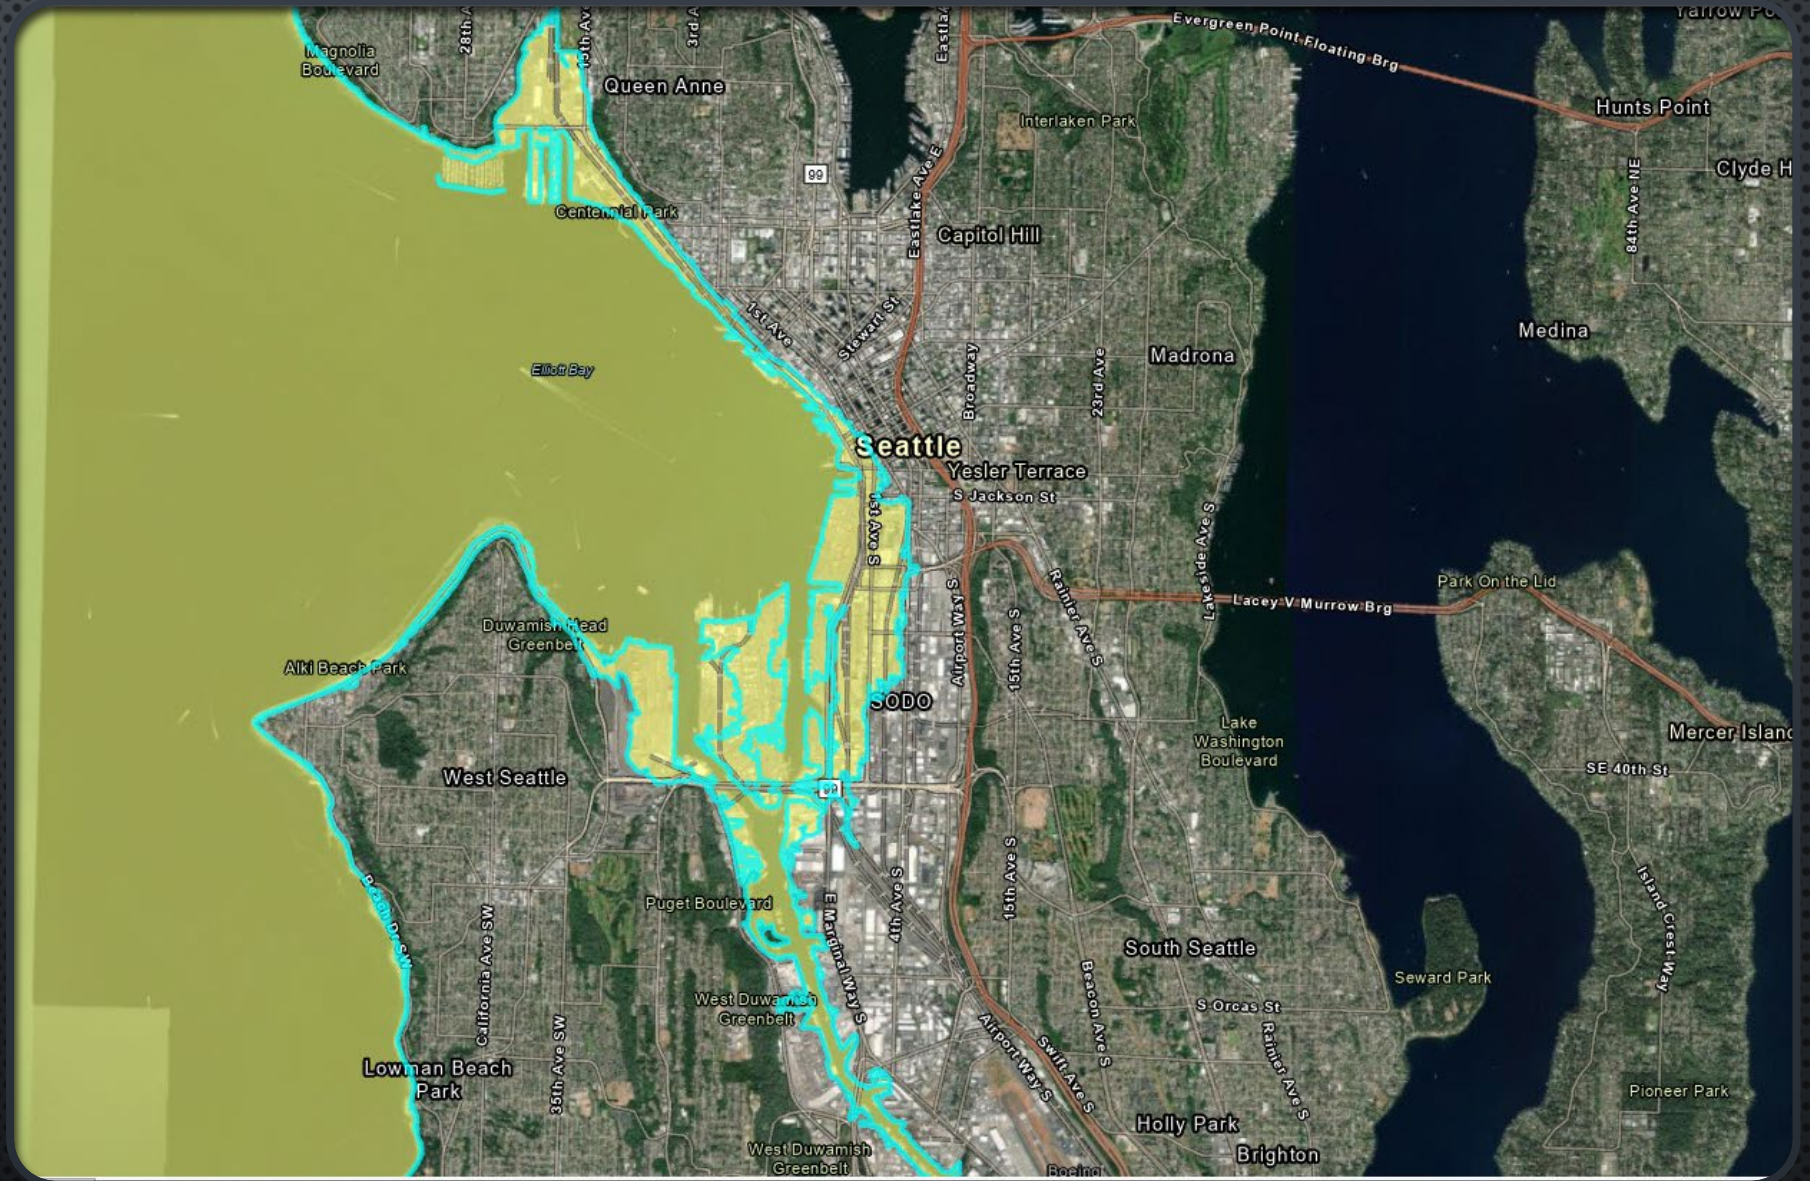 Yarrow Po
Evergreen Point Floating Brg
28th A
15th Av
3rd A
Eastla
Magnolia
Boulevard
Queen Anne
Hunts Point
Interlaken Park
99
Clyde H
84th Ave NE
Eastlake Ave E
Centennial Park
Capitol Hill
1st Ave
Stewart St
Medina
Elliott Bay
Broadway
23rd Ave
Madrona
Seattle
Yesler Terrace
S Jackson St
1st Ave S
Lakeside Ave S
Park On the Lid
Lacey V Murrow Brg
Duwamish Head
Greenbelt
Airport Way S
15th Ave S
Rainier Ave S
Alki Beach Park
SODO
Lake
Washington
Boulevard
Mercer Island
West Seattle
SE 40th St
99
Beach Dr SW
Puget Boulevard
E Marginal Way S
4th Ave S
15th Ave S
Island Crest Way
California Ave SW
South Seattle
Seward Park
West Duwamish
Greenbelt
Beacon Ave S
S Orcas St
35th Ave SW
Airport Way S
Swift Ave S
Rainier Ave S
Lowman Beach
Park
Pioneer Park
Holly Park
West Duwamish
Greenbelt
Brighton
Boeing